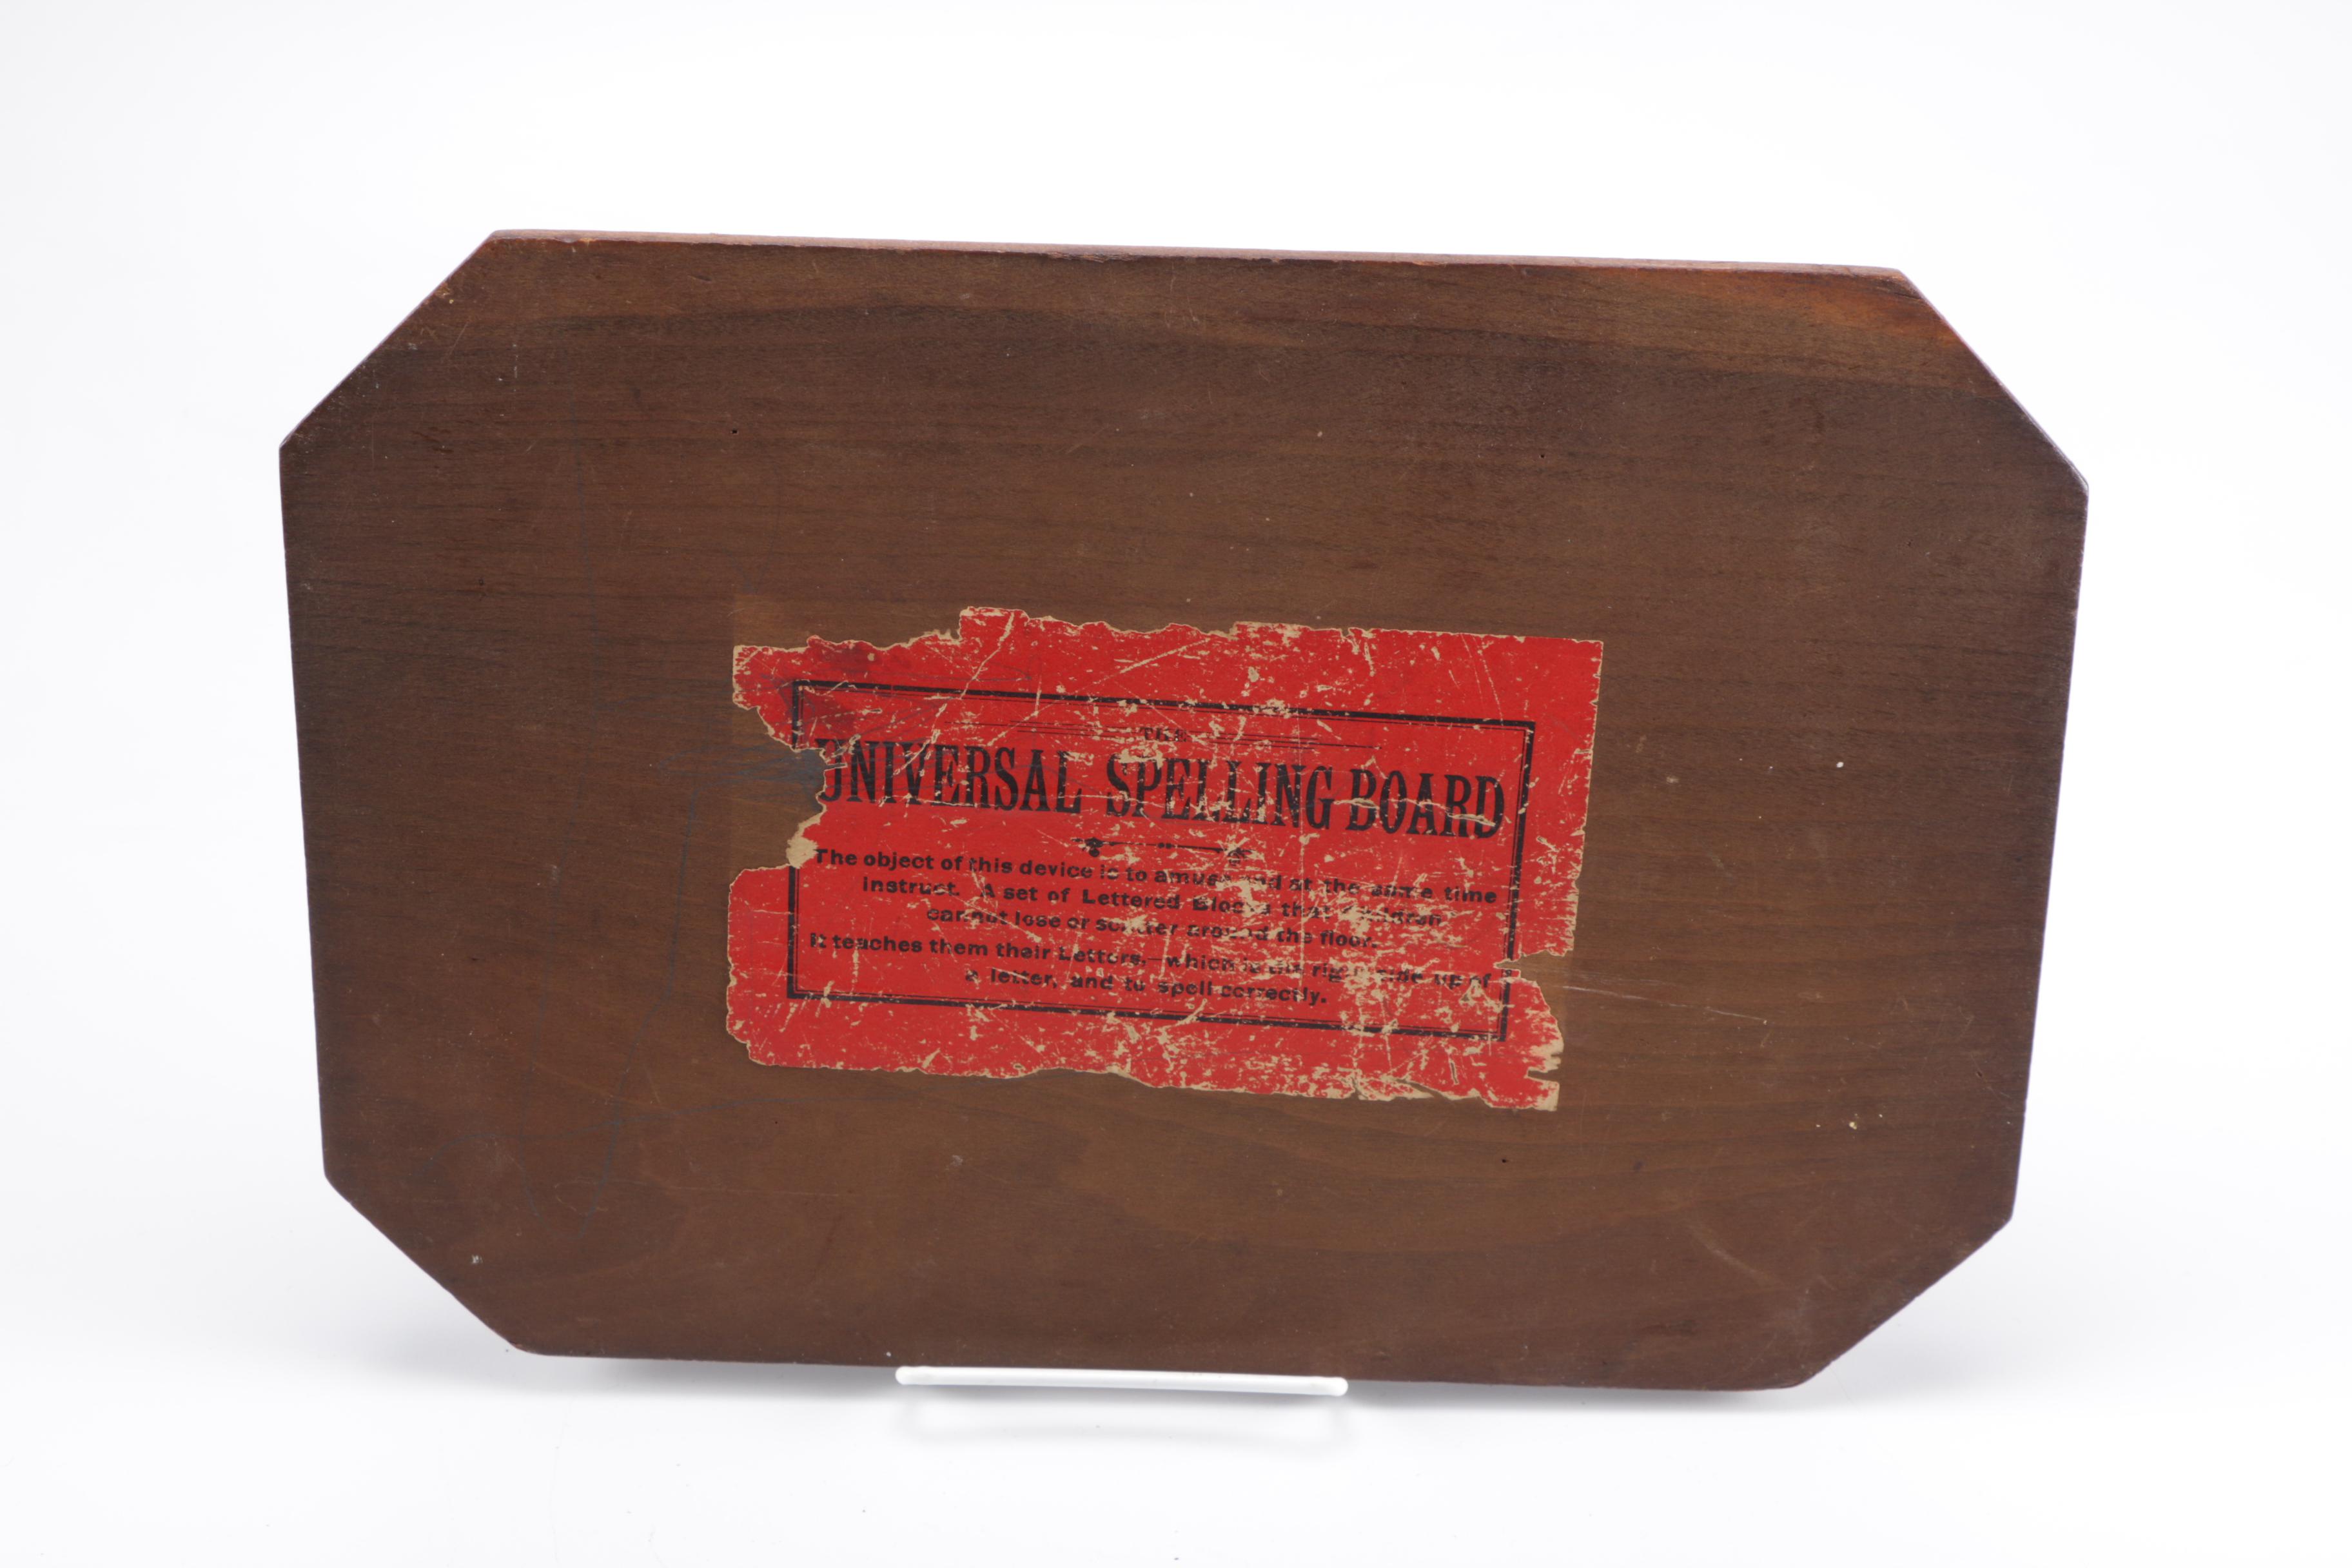 THE
UNIVERSAL SPELLING BOARD
The object of this device is to amuse and at the same time
instruct. A set of Lettered Blocks that children
cannot lose or scatter around the floor.
It teaches them their Letters,—which is the right side up of
a letter, and to spell correctly.